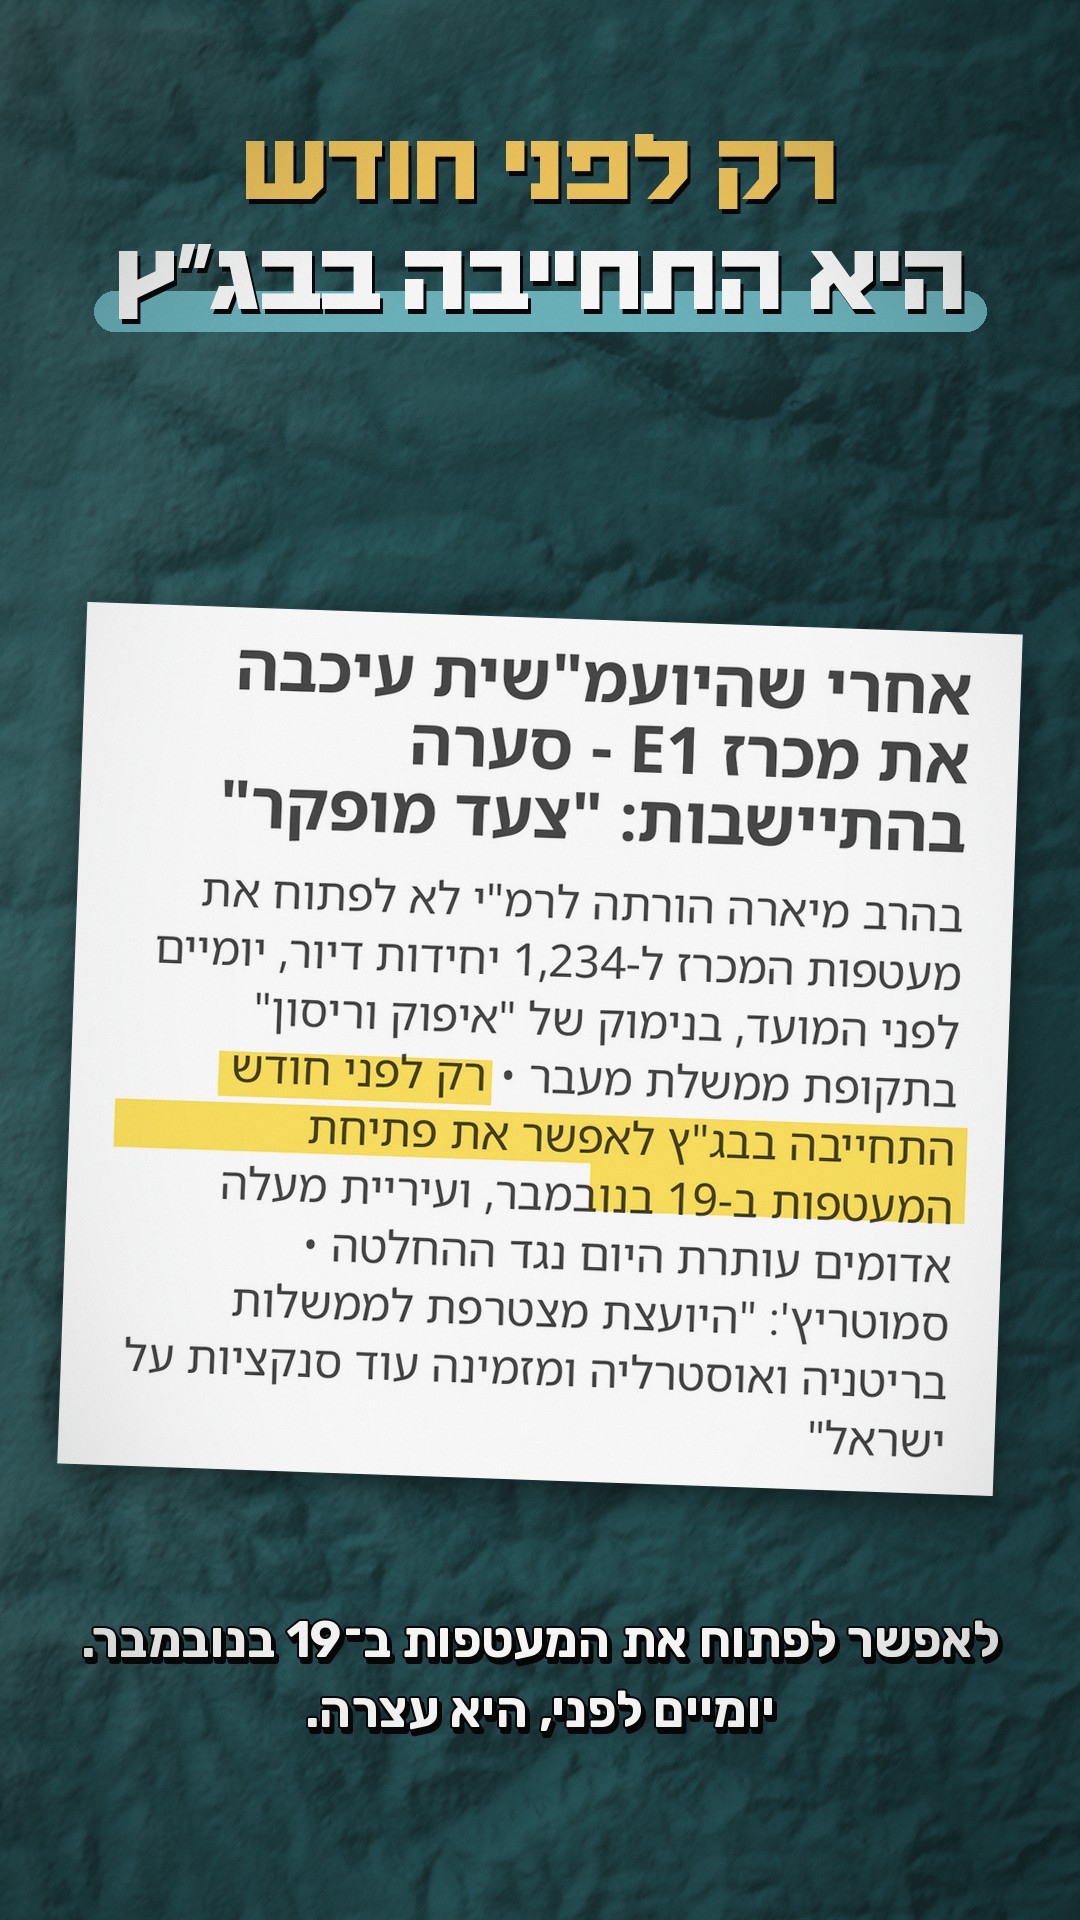 רק לפני חודש
היא התחייבה בבג"ץ
אחרי שהיועמ"שית עיכבה
את מכרז E1 - סערה
בהתיישבות: "צעד מופקר"
בהרב מיארה הורתה לרמ"י לא לפתוח את
מעטפות המכרז ל-1,234 יחידות דיור, יומיים
לפני המועד, בנימוק של "איפוק וריסון"
בתקופת ממשלת מעבר • רק לפני חודש
התחייבה בבג"ץ לאפשר את פתיחת
המעטפות ב-19 בנובמבר, ועיריית מעלה
אדומים עותרת היום נגד ההחלטה •
סמוטריץ': "היועצת מצטרפת לממשלות
בריטניה ואוסטרליה ומזמינה עוד סנקציות על
ישראל"
לאפשר לפתוח את המעטפות ב־19 בנובמבר.
יומיים לפני, היא עצרה.